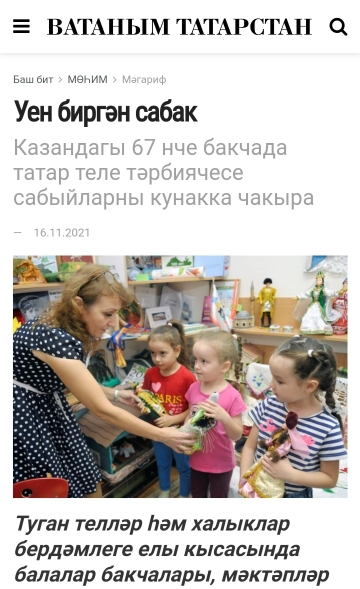 ВАТАНЫМ ТАТАРСТАН
Баш бит > МӨҺИМ > Мәгариф
Уен биргән сабак
Казандагы 67 нче бакчада
татар теле тәрбиячесе
сабыйларны кунакка чакыра
— 16.11.2021
PARIS
Туган телләр һәм халыклар
бердәмлеге елы кысасында
балалар бакчалары, мәктәпләр